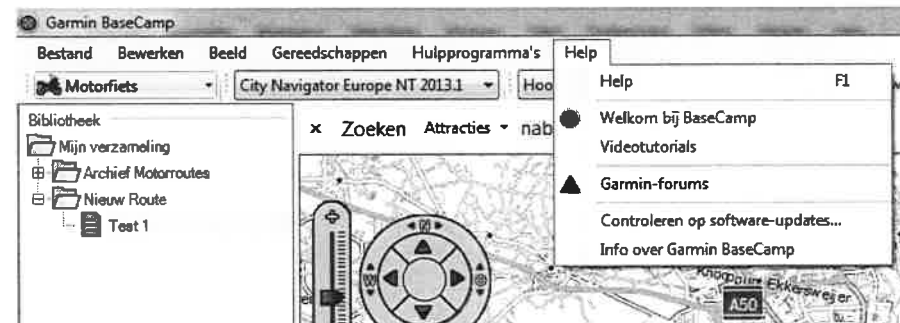 Garmin BaseCamp
Bestand Bewerken Beeld Gereedschappen Hulpprogramma's Help
Motorfiets City Navigator Europe NT 2013.1 Hoo
Help F1
Welkom bij BaseCamp
Videotutorials
Garmin-forums
Controleren op software-updates...
Info over Garmin BaseCamp
Bibliotheek
Mijn verzameling
Archief Motorroutes
Nieuw Route
Test 1
× Zoeken Attracties nab
N
W O
Ekkersweijer
A50